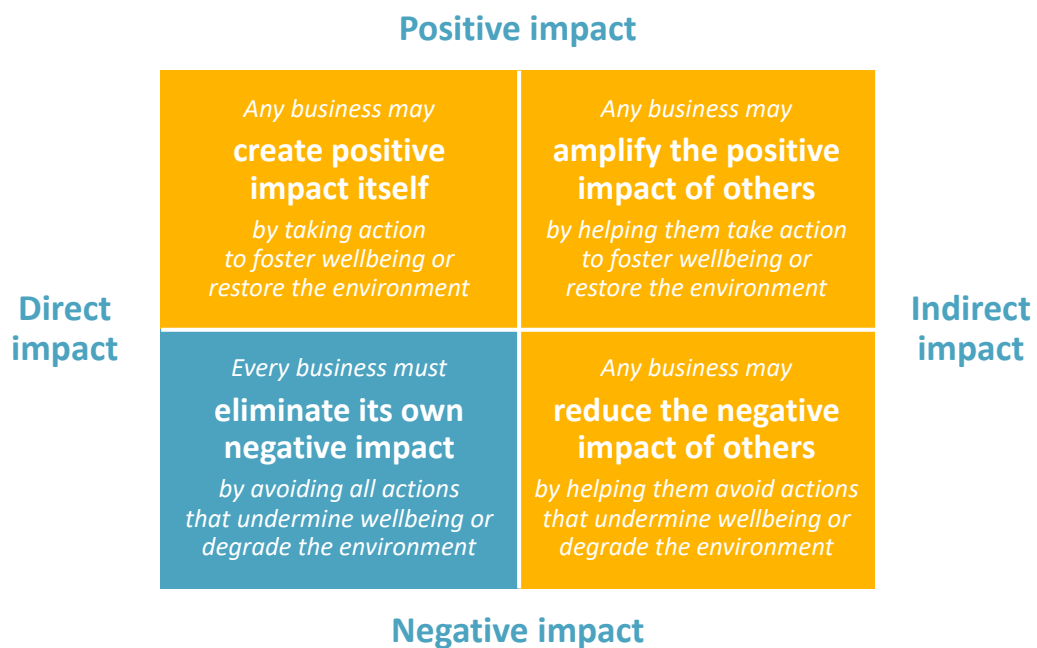 Positive impact
Any business may
create positive
impact itself
by taking action
to foster wellbeing or
restore the environment
Any business may
amplify the positive
impact of others
by helping them take action
to foster wellbeing or
restore the environment
Direct
impact
Indirect
impact
Every business must
eliminate its own
negative impact
by avoiding all actions
that undermine wellbeing or
degrade the environment
Any business may
reduce the negative
impact of others
by helping them avoid actions
that undermine wellbeing or
degrade the environment
Negative impact